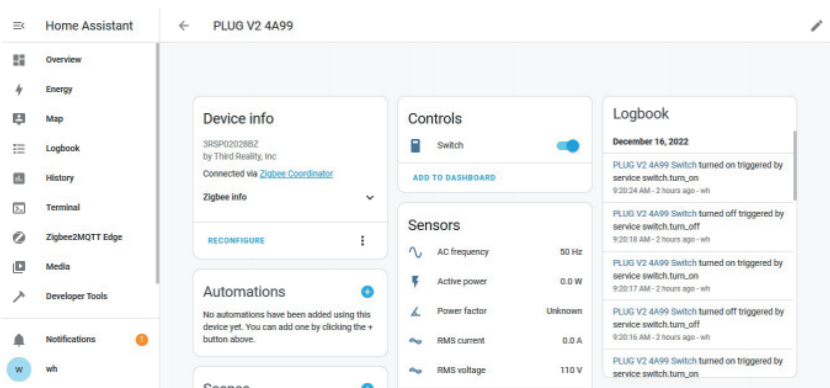 Home Assistant
PLUG V2 4A99
Overview
Energy
Map
Logbook
History
Terminal
Zigbee2MQTT Edge
Media
Developer Tools
Notifications
1
w
wh
Device info
3RSP02028BZ
by Third Reality, Inc
Connected via Zigbee Coordinator
Zigbee info
RECONFIGURE
Automations
No automations have been added using this
device yet. You can add one by clicking the +
button above.
Scenes
Controls
Switch
ADD TO DASHBOARD
Sensors
AC frequency 50 Hz
Active power 0.0 W
Power factor Unknown
RMS current 0.0 A
RMS voltage 110 V
Logbook
December 16, 2022
PLUG V2 4A99 Switch turned on triggered by
service switch.turn_on
9:20:24 AM - 2 hours ago - wh
PLUG V2 4A99 Switch turned off triggered by
service switch.turn_off
9:20:18 AM - 2 hours ago - wh
PLUG V2 4A99 Switch turned on triggered by
service switch.turn_on
9:20:17 AM - 2 hours ago - wh
PLUG V2 4A99 Switch turned off triggered by
service switch.turn_off
9:20:16 AM - 2 hours ago - wh
PLUG V2 4A99 Switch turned on triggered by
service switch.turn_on